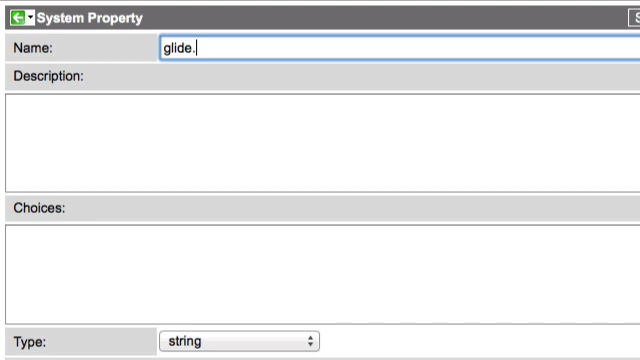 System Property
Name: glide.
Description:
Choices:
Type: string